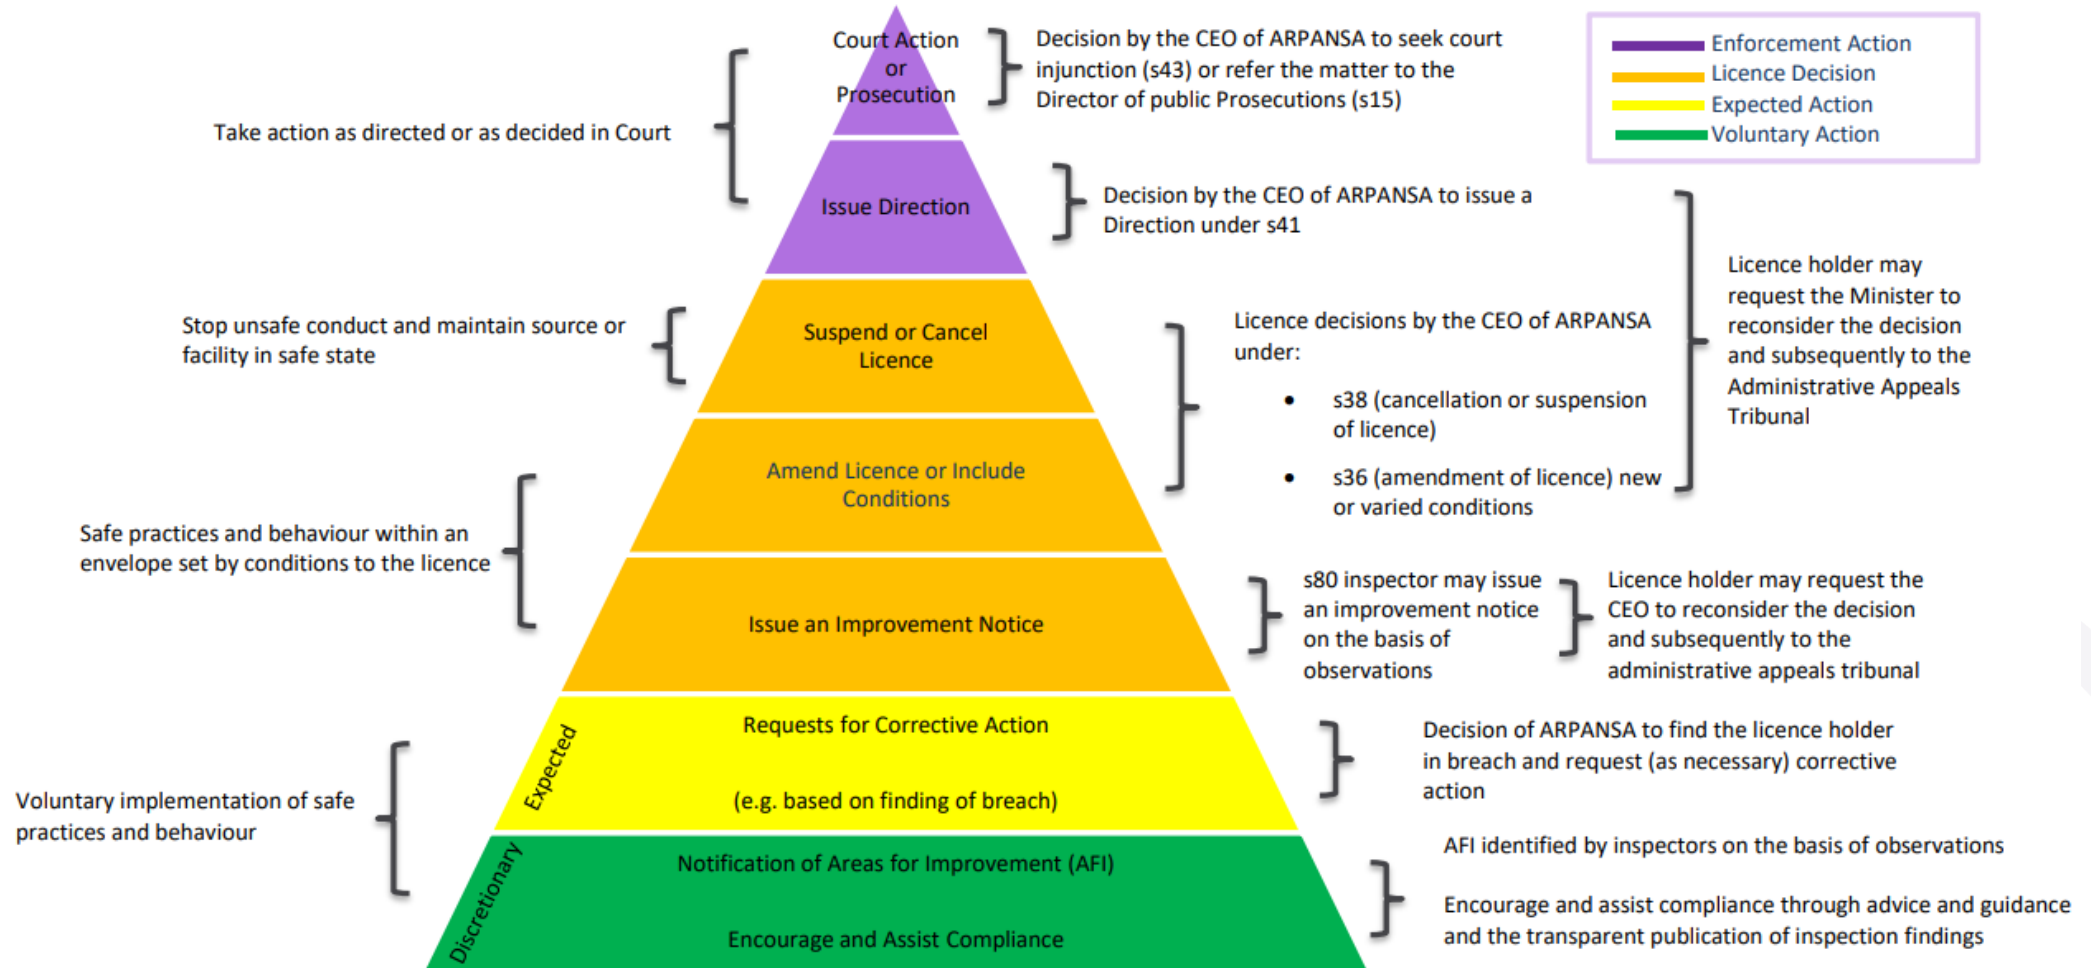 Court Action
or
Prosecution
Decision by the CEO of ARPANSA to seek court
injunction (s43) or refer the matter to the
Director of public Prosecutions (s15)
Enforcement Action
Licence Decision
Expected Action
Voluntary Action
Take action as directed or as decided in Court
Issue Direction
Decision by the CEO of ARPANSA to issue a
Direction under s41
Licence holder may
request the Minister to
reconsider the decision
and subsequently to the
Administrative Appeals
Tribunal
Stop unsafe conduct and maintain source or
facility in safe state
Suspend or Cancel
Licence
Licence decisions by the CEO of ARPANSA
under:
• s38 (cancellation or suspension
of licence)
• s36 (amendment of licence) new
or varied conditions
Amend Licence or Include
Conditions
Safe practices and behaviour within an
envelope set by conditions to the licence
Issue an Improvement Notice
s80 inspector may issue
an improvement notice
on the basis of
observations
Licence holder may request the
CEO to reconsider the decision
and subsequently to the
administrative appeals tribunal
Expected
Requests for Corrective Action
(e.g. based on finding of breach)
Decision of ARPANSA to find the licence holder
in breach and request (as necessary) corrective
action
Voluntary implementation of safe
practices and behaviour
Discretionary
Notification of Areas for Improvement (AFI)
Encourage and Assist Compliance
AFI identified by inspectors on the basis of observations
Encourage and assist compliance through advice and guidance
and the transparent publication of inspection findings